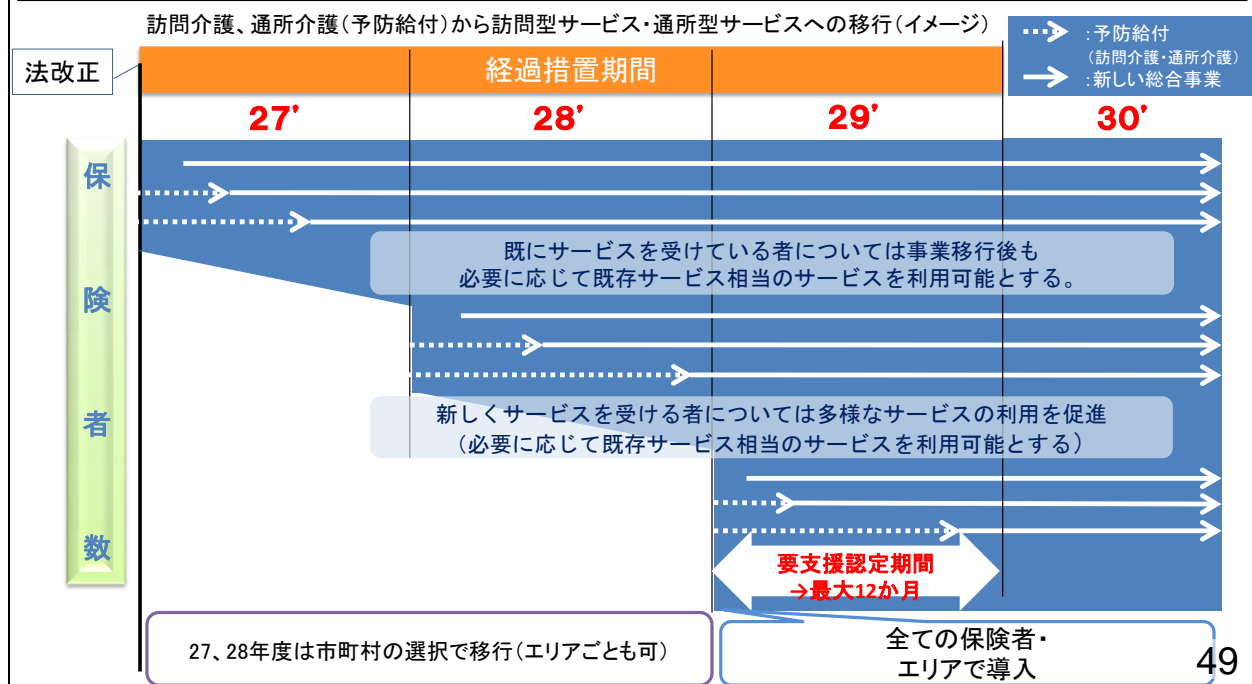 訪問介護、通所介護(予防給付)から訪問型サービス・通所型サービスへの移行(イメージ)
:予防給付
(訪問介護・通所介護)
:新しい総合事業
法改正
経過措置期間
27’
28’
29’
30’
保険者数
既にサービスを受けている者については事業移行後も
必要に応じて既存サービス相当のサービスを利用可能とする。
新しくサービスを受ける者については多様なサービスの利用を促進
(必要に応じて既存サービス相当のサービスを利用可能とする)
要支援認定期間
→最大12か月
27、28年度は市町村の選択で移行(エリアごとも可)
全ての保険者・
エリアで導入
49